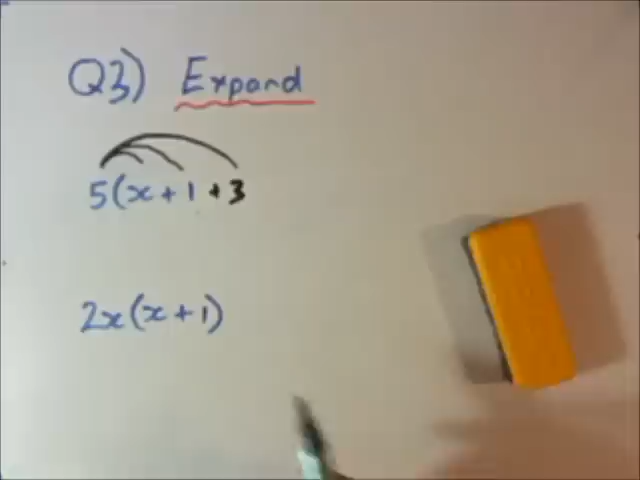 Q3) Expand
5(x + 1 + 3
2x(x + 1)